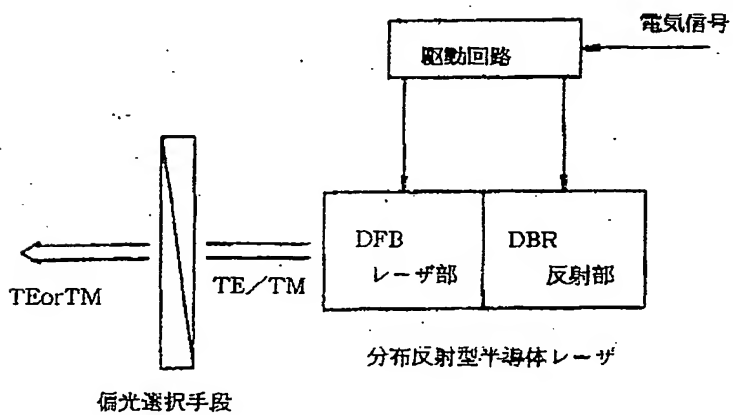 電気信号
駆動回路
DFB
レーザ部
DBR
反射部
TEorTM
TE/TM
分布反射型半導体レーザ
偏光選択手段